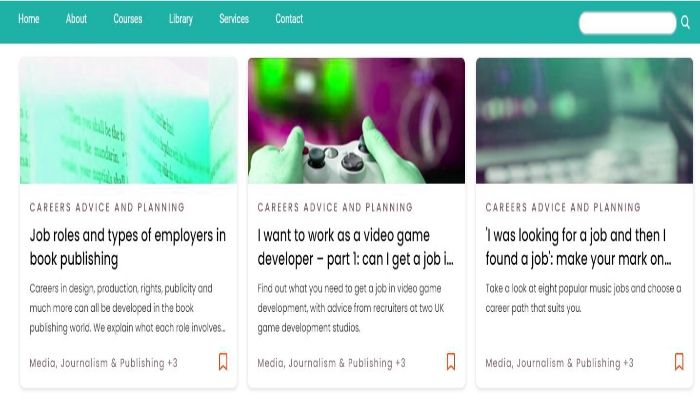 Home About Courses Library Services Contact
CAREERS ADVICE AND PLANNING
Job roles and types of employers in
book publishing
Careers in design, production, rights, publicity and
much more can all be developed in the book
publishing world. We explain what each role involves...
Media, Journalism & Publishing +3
CAREERS ADVICE AND PLANNING
I want to work as a video game
developer – part 1: can I get a job i...
Find out what you need to get a job in video game
development, with advice from recruiters at two UK
game development studios.
Media, Journalism & Publishing +3
CAREERS ADVICE AND PLANNING
'I was looking for a job and then I
found a job': make your mark on...
Take a look at eight popular music jobs and choose a
career path that suits you.
Media, Journalism & Publishing +3